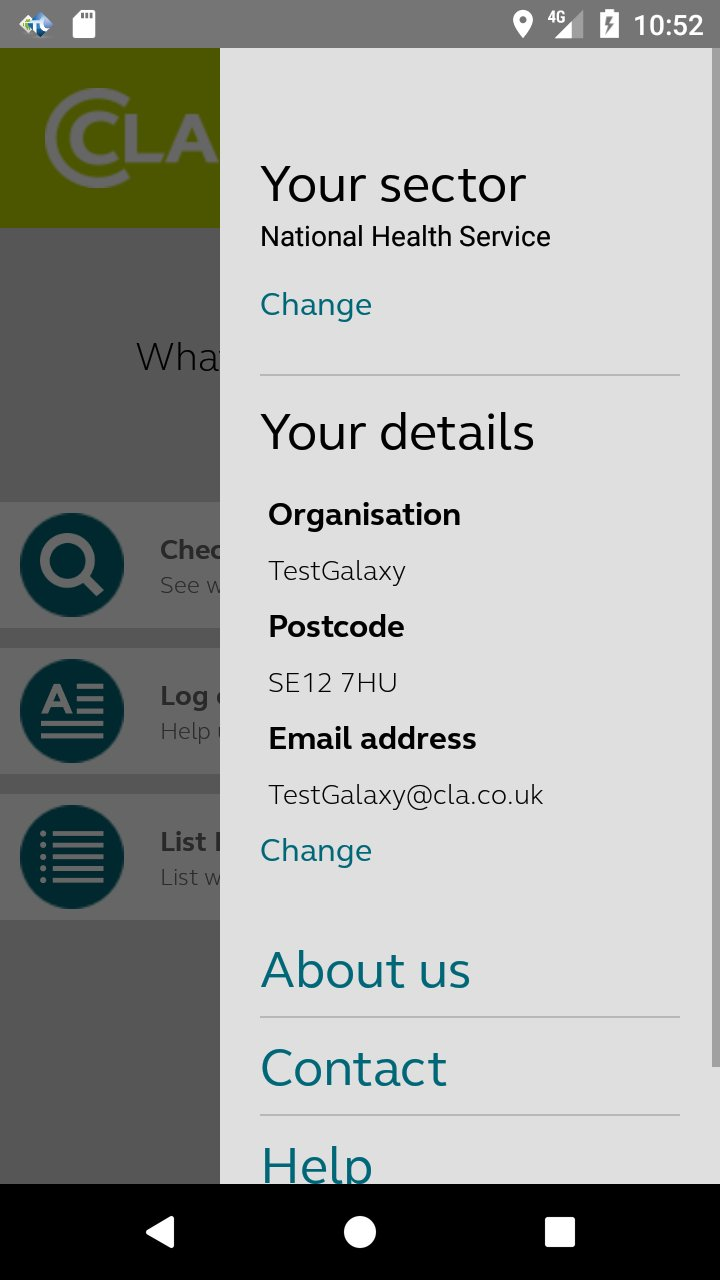 4G 10:52
CLA
Your sector
National Health Service
Change
What
Your details
Organisation
TestGalaxy
Postcode
SE12 7HU
Email address
TestGalaxy@cla.co.uk
Change
Chec
See w
Log
Help
List
List w
About us
Contact
Help